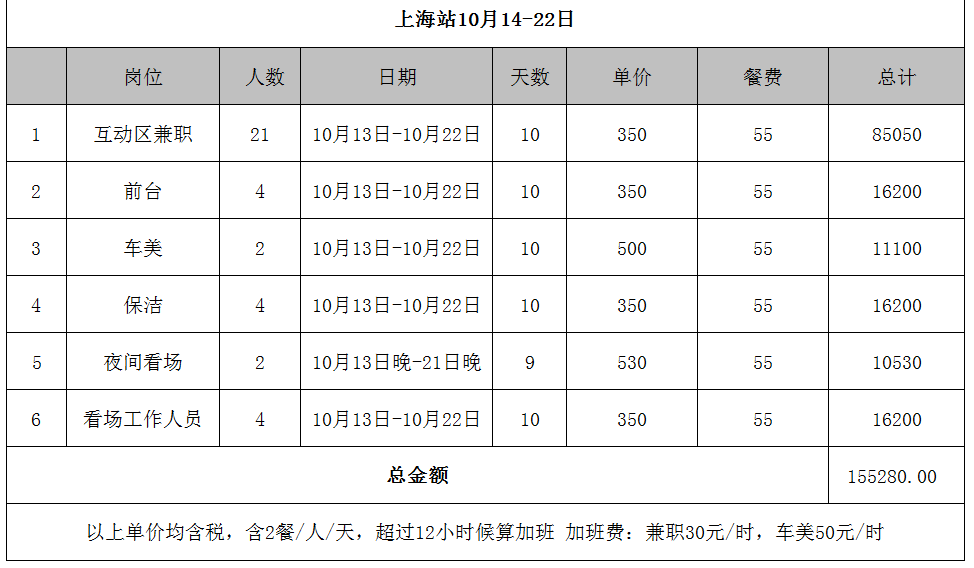 上海站10月14-22日
岗位 人数 日期 天数 单价 餐费 总计
1 互动区兼职 21 10月13日-10月22日 10 350 55 85050
2 前台 4 10月13日-10月22日 10 350 55 16200
3 车美 2 10月13日-10月22日 10 500 55 11100
4 保洁 4 10月13日-10月22日 10 350 55 16200
5 夜间看场 2 10月13日晚-21日晚 9 530 55 10530
6 看场工作人员 4 10月13日-10月22日 10 350 55 16200
总金额 155280.00
以上单价均含税，含2餐/人/天，超过12小时候算加班 加班费：兼职30元/时，车美50元/时